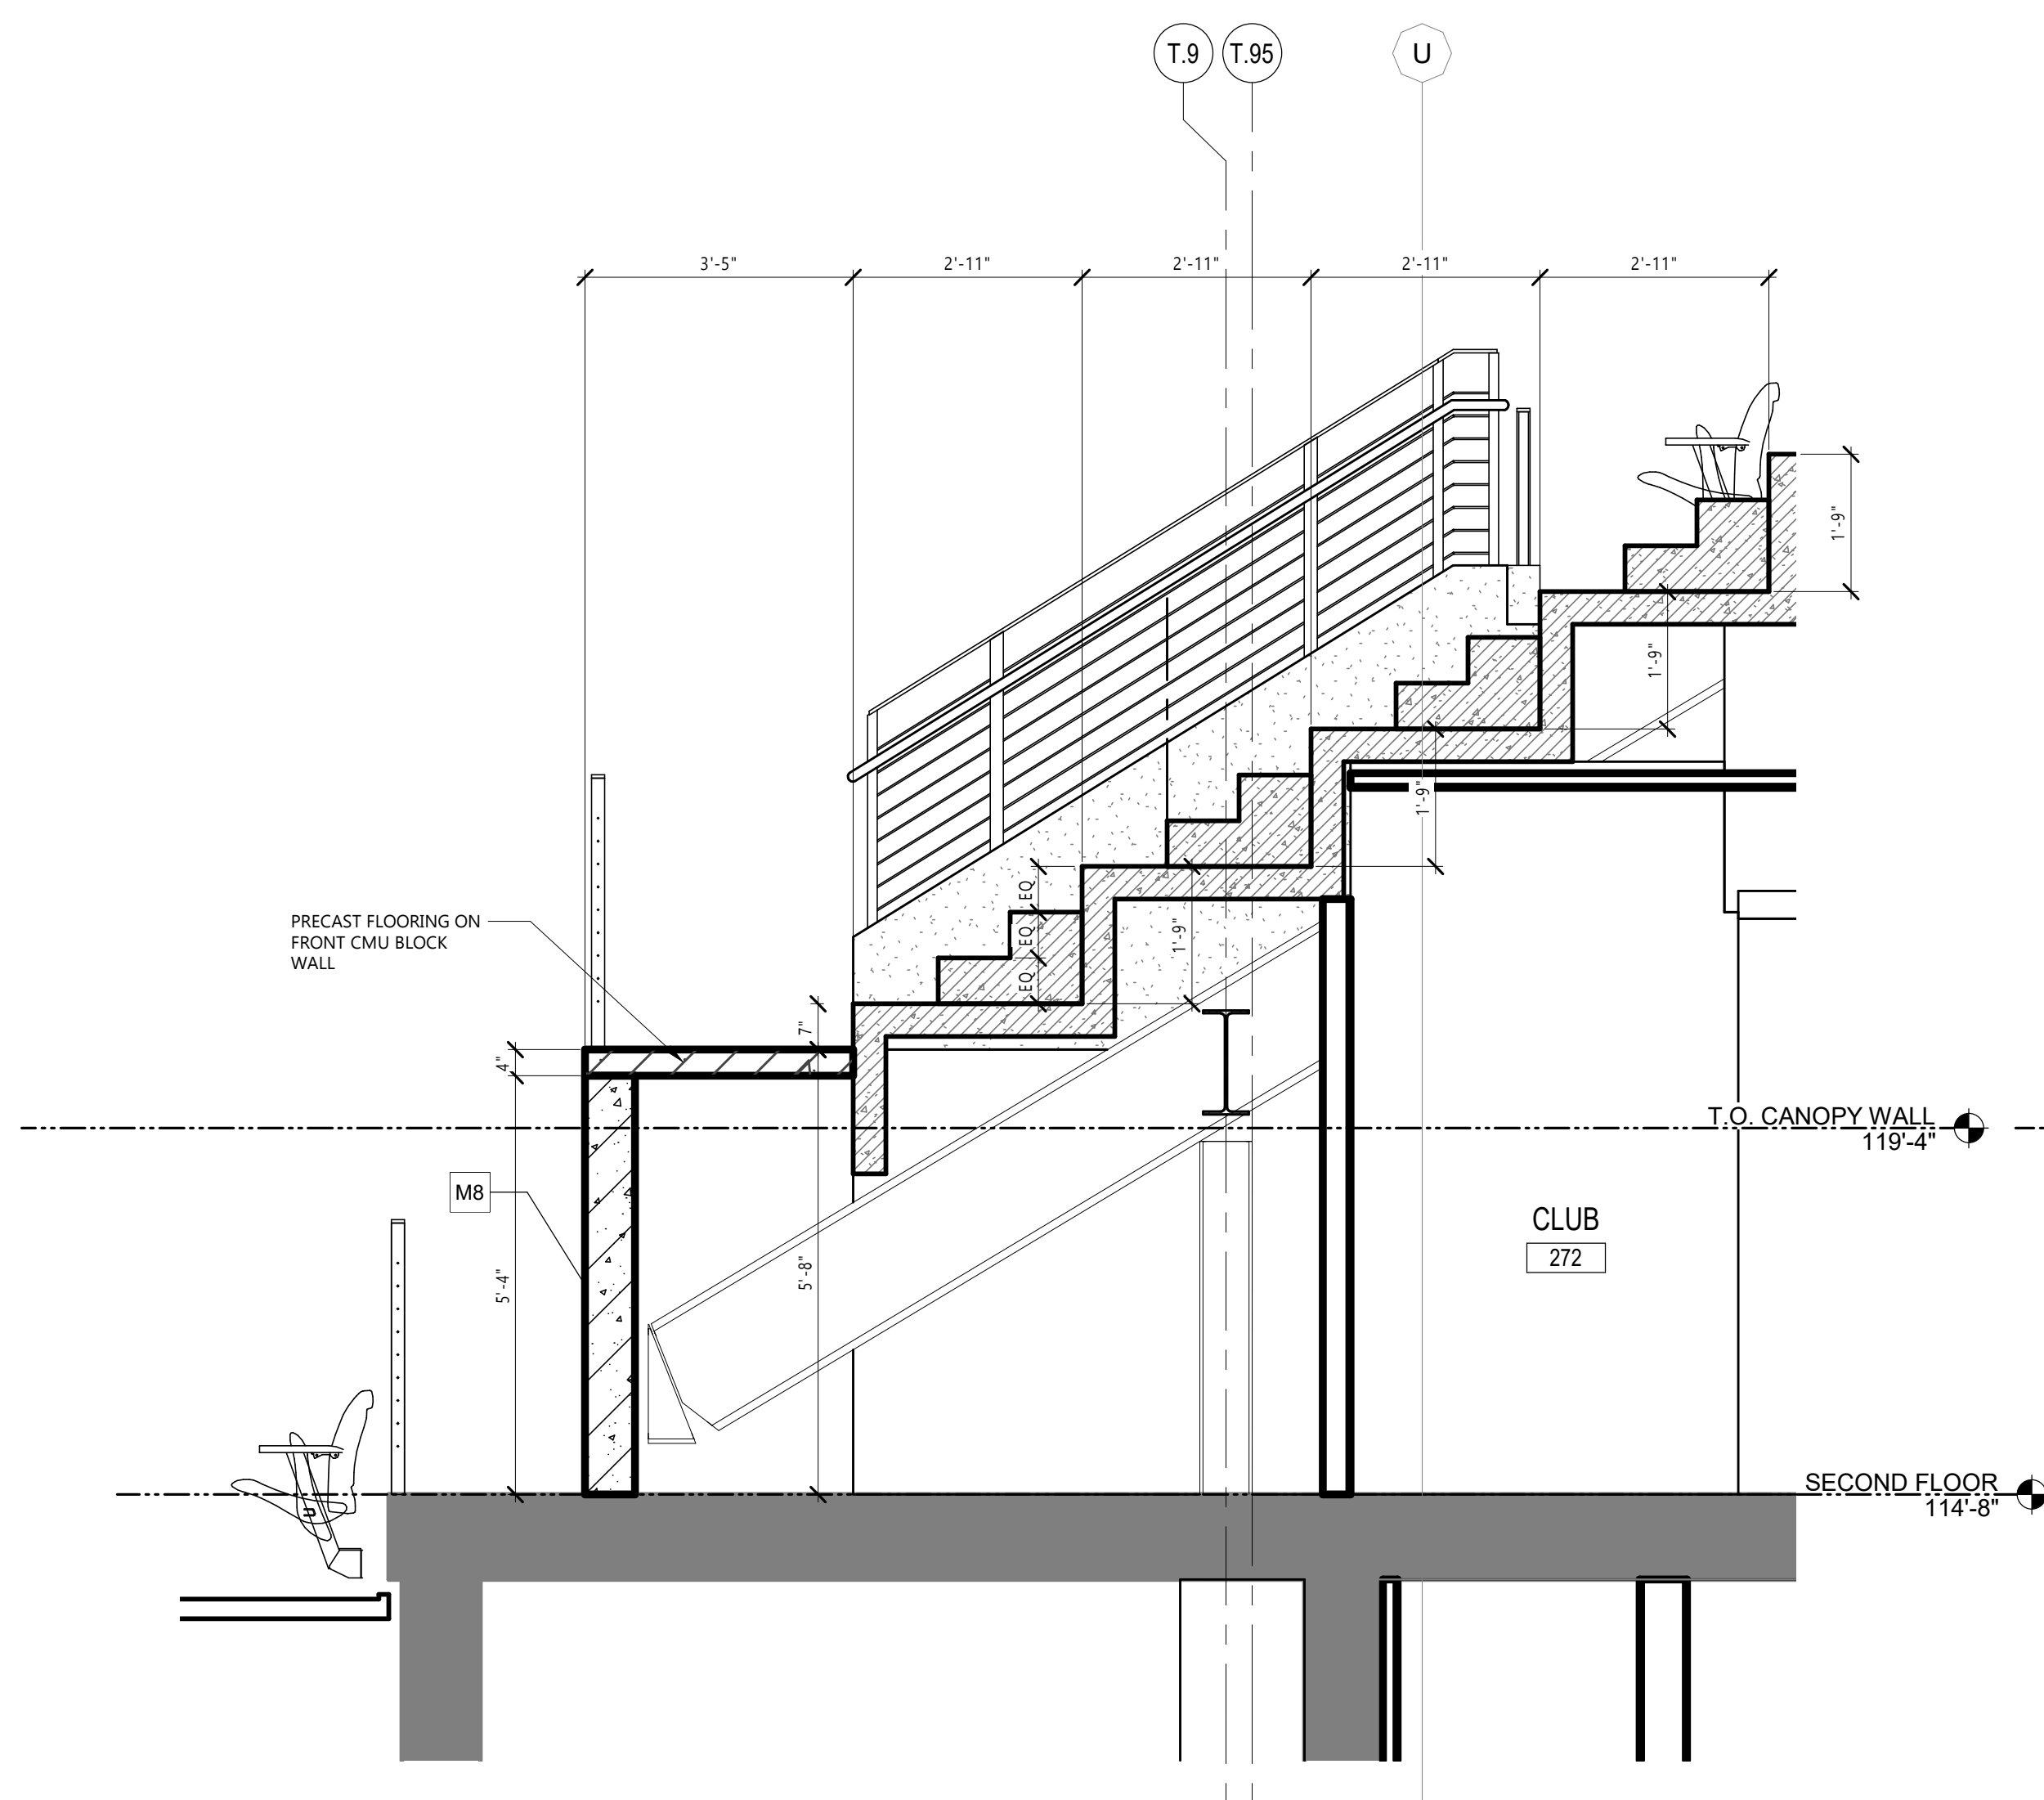 T.9
T.95
U
3'-5"
2'-11"
2'-11"
2'-11"
2'-11"
1'-9"
1'-9"
1'-9"
1'-9"
EQ
EQ
EQ
PRECAST FLOORING ON
FRONT CMU BLOCK
WALL
7"
4"
T.O. CANOPY WALL
119'-4"
M8
5'-4"
5'-8"
CLUB
272
SECOND FLOOR
114'-8"